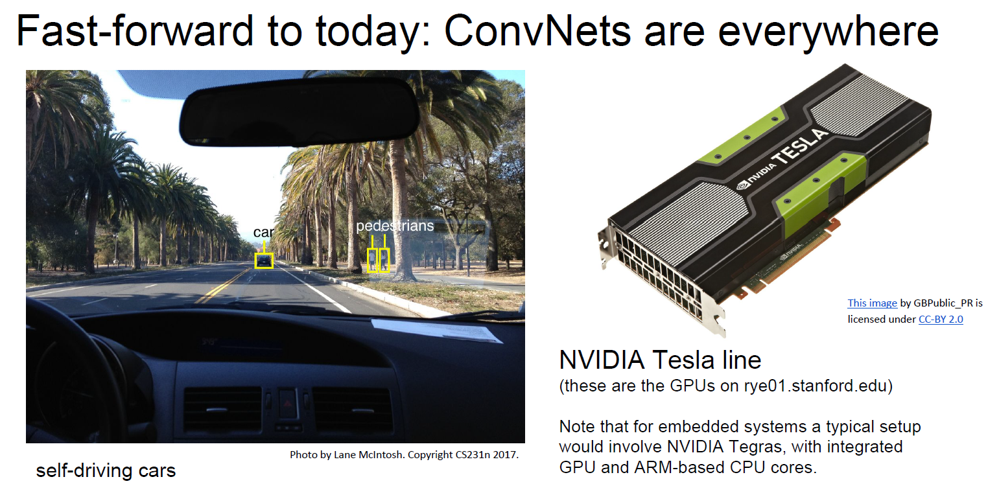 Fast-forward to today: ConvNets are everywhere
car
pedestrians
Photo by Lane McIntosh. Copyright CS231n 2017.
self-driving cars
NVIDIA TESLA
NVIDIA.
This image by GBPublic_PR is
licensed under CC-BY 2.0
NVIDIA Tesla line
(these are the GPUs on rye01.stanford.edu)
Note that for embedded systems a typical setup
would involve NVIDIA Tegras, with integrated
GPU and ARM-based CPU cores.